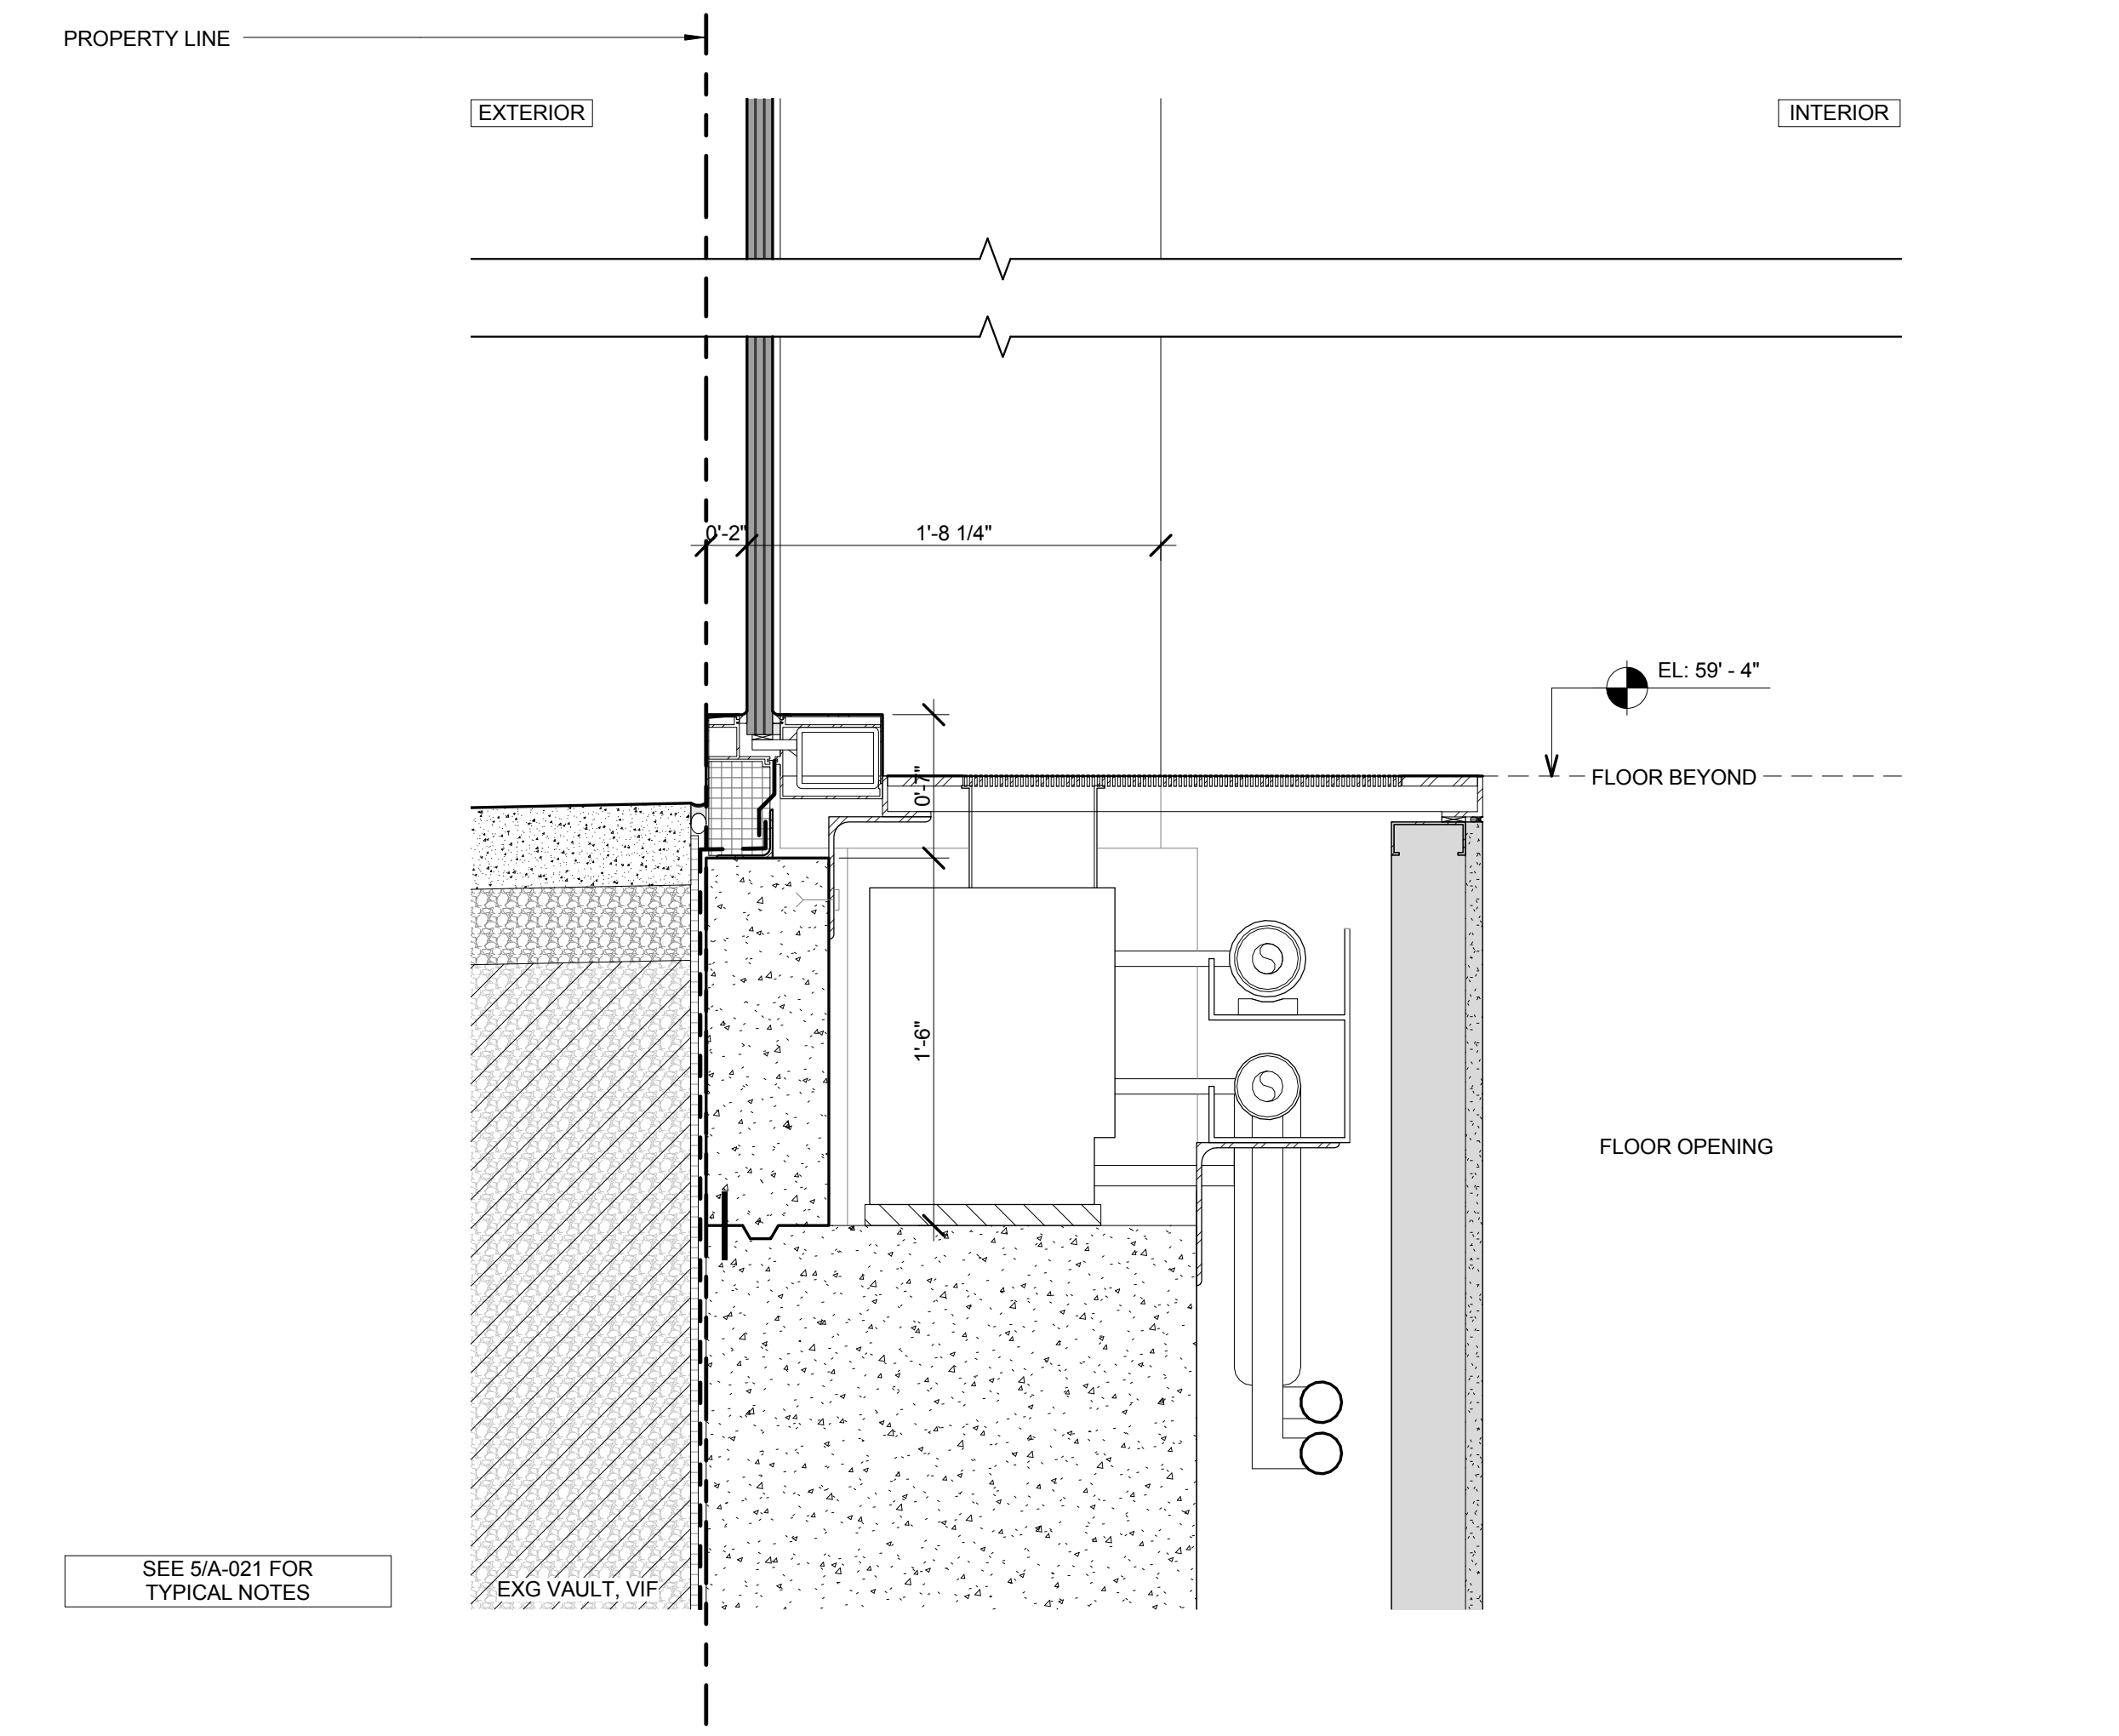 PROPERTY LINE
EXTERIOR
INTERIOR
0'-2"
1'-8 1/4"
EL: 59' - 4"
0'-7"
FLOOR BEYOND
1'-6"
FLOOR OPENING
SEE 5/A-021 FOR
TYPICAL NOTES
EXG VAULT, VIF